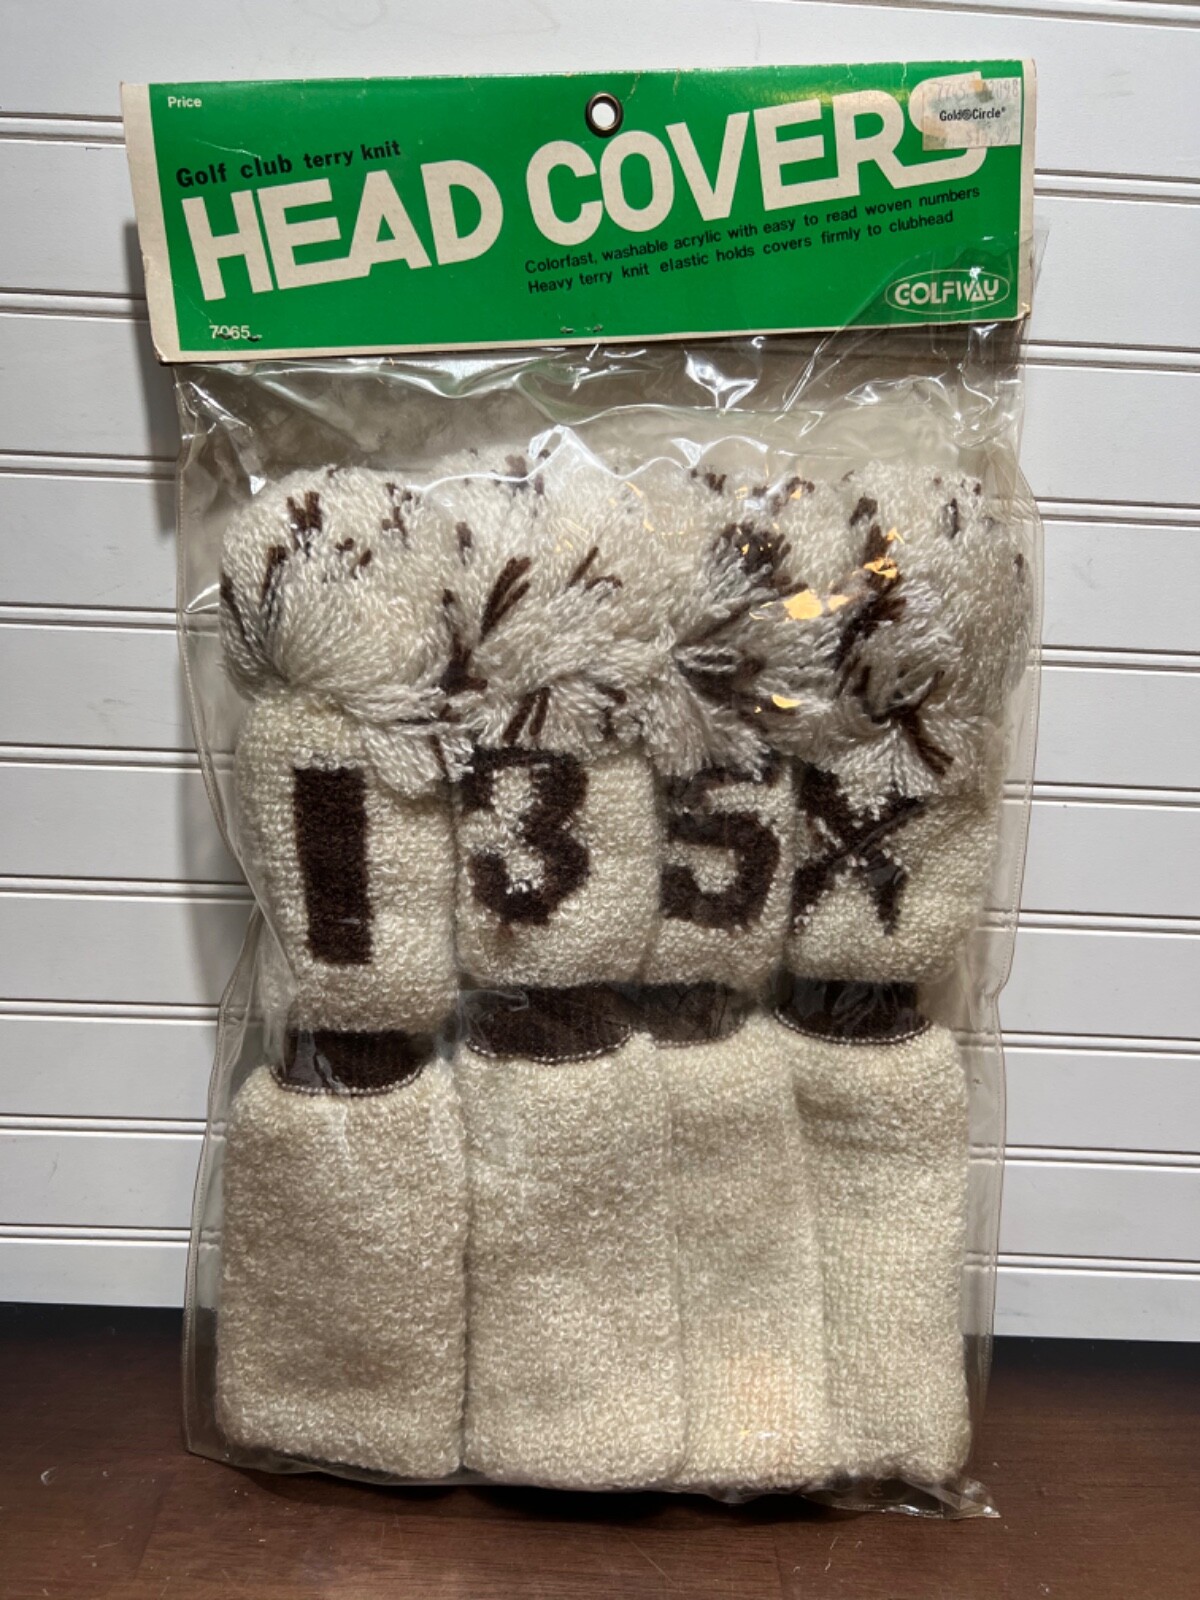 Price
Gold Circle®
Golf club terry knit
HEAD COVERS
Colorfast, washable acrylic with easy to read woven numbers
Heavy terry knit elastic holds covers firmly to clubhead
GOLFWAY
7065
1 3 5 X